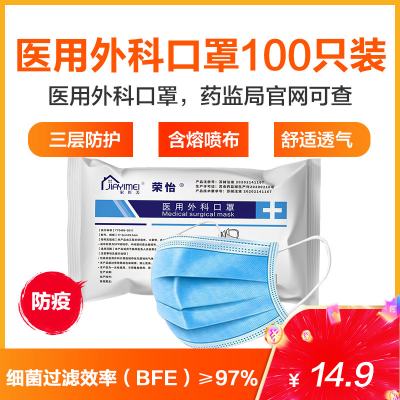 医用外科口罩100只装
医用外科口罩，药监局官网可查
三层防护 含熔喷布 舒适透气
JIAYIMEI 荣怡
医用外科口罩
Medical surgical mask
防疫
细菌过滤效率（BFE）≥97%
¥ 14.9